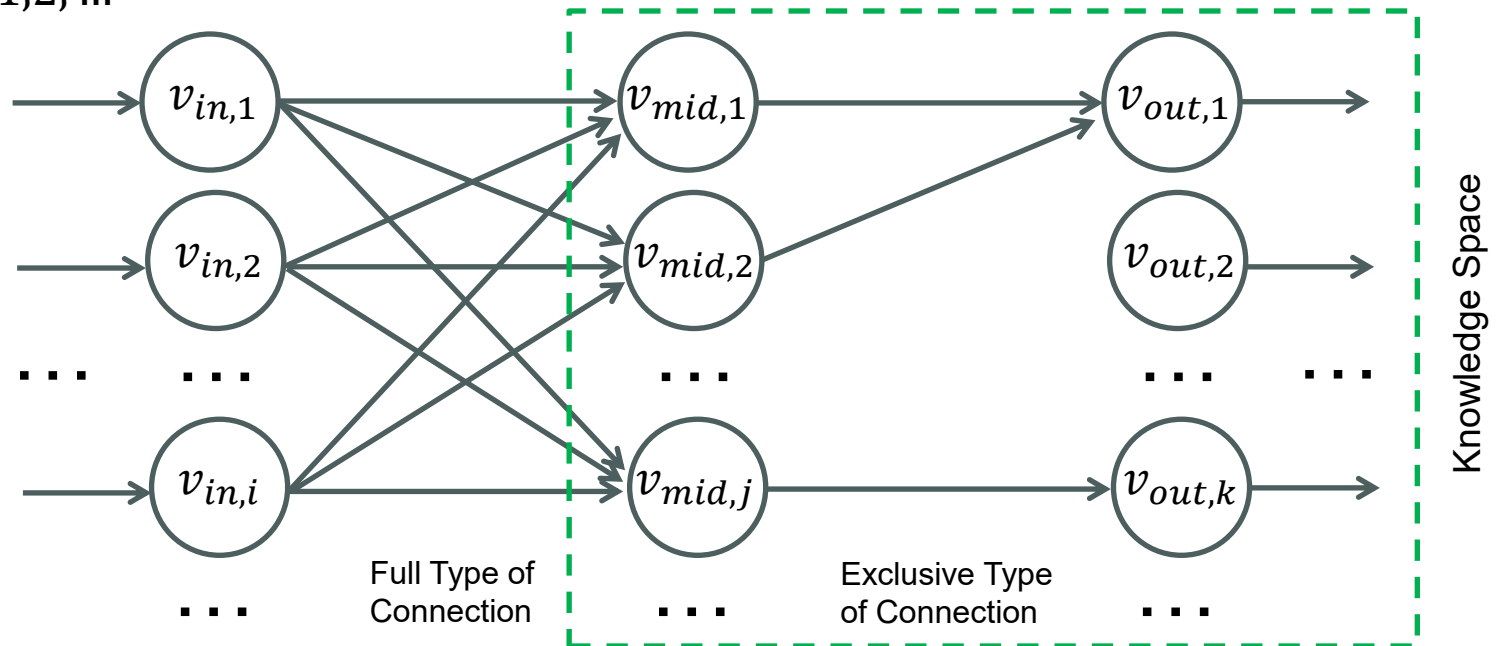 v_{in,1} v_{mid,1} v_{out,1}
v_{in,2} v_{mid,2} v_{out,2}
... ... ... ... ...
v_{in,i} v_{mid,j} v_{out,k}
Full Type of
Connection
Exclusive Type
of Connection
... ... ...
Knowledge Space